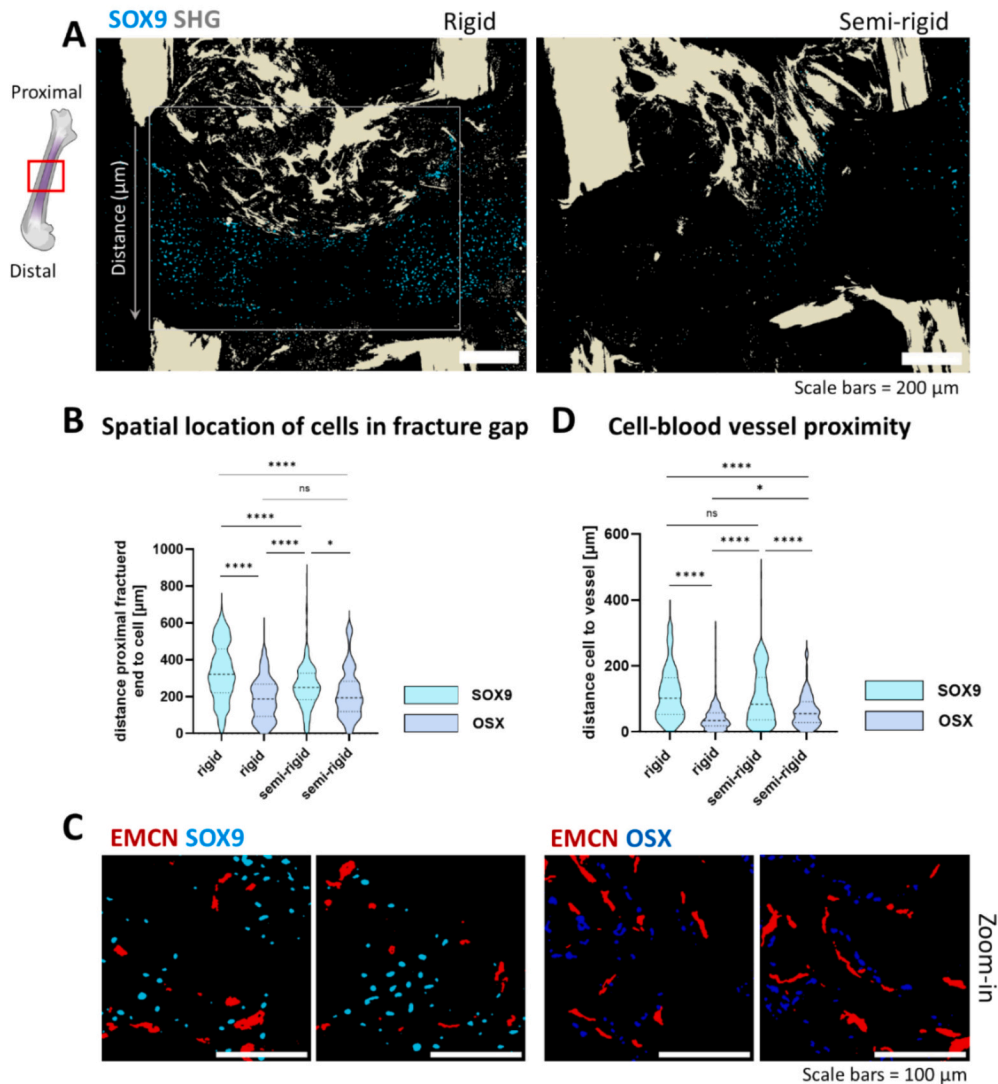 A
SOX9 SHG
Rigid
Semi-rigid
Proximal
Distal
Distance (µm)
Scale bars = 200 µm
B Spatial location of cells in fracture gap
****
ns
****
****
*
****
distance proximal fractuerd
end to cell [µm]
1000
800
600
400
200
0
rigid
rigid
semi-rigid
semi-rigid
SOX9
OSX
D Cell-blood vessel proximity
****
*
ns
****
****
****
distance cell to vessel [µm]
600
400
200
0
rigid
rigid
semi-rigid
semi-rigid
SOX9
OSX
C
EMCN SOX9
EMCN OSX
Zoom-in
Scale bars = 100 µm